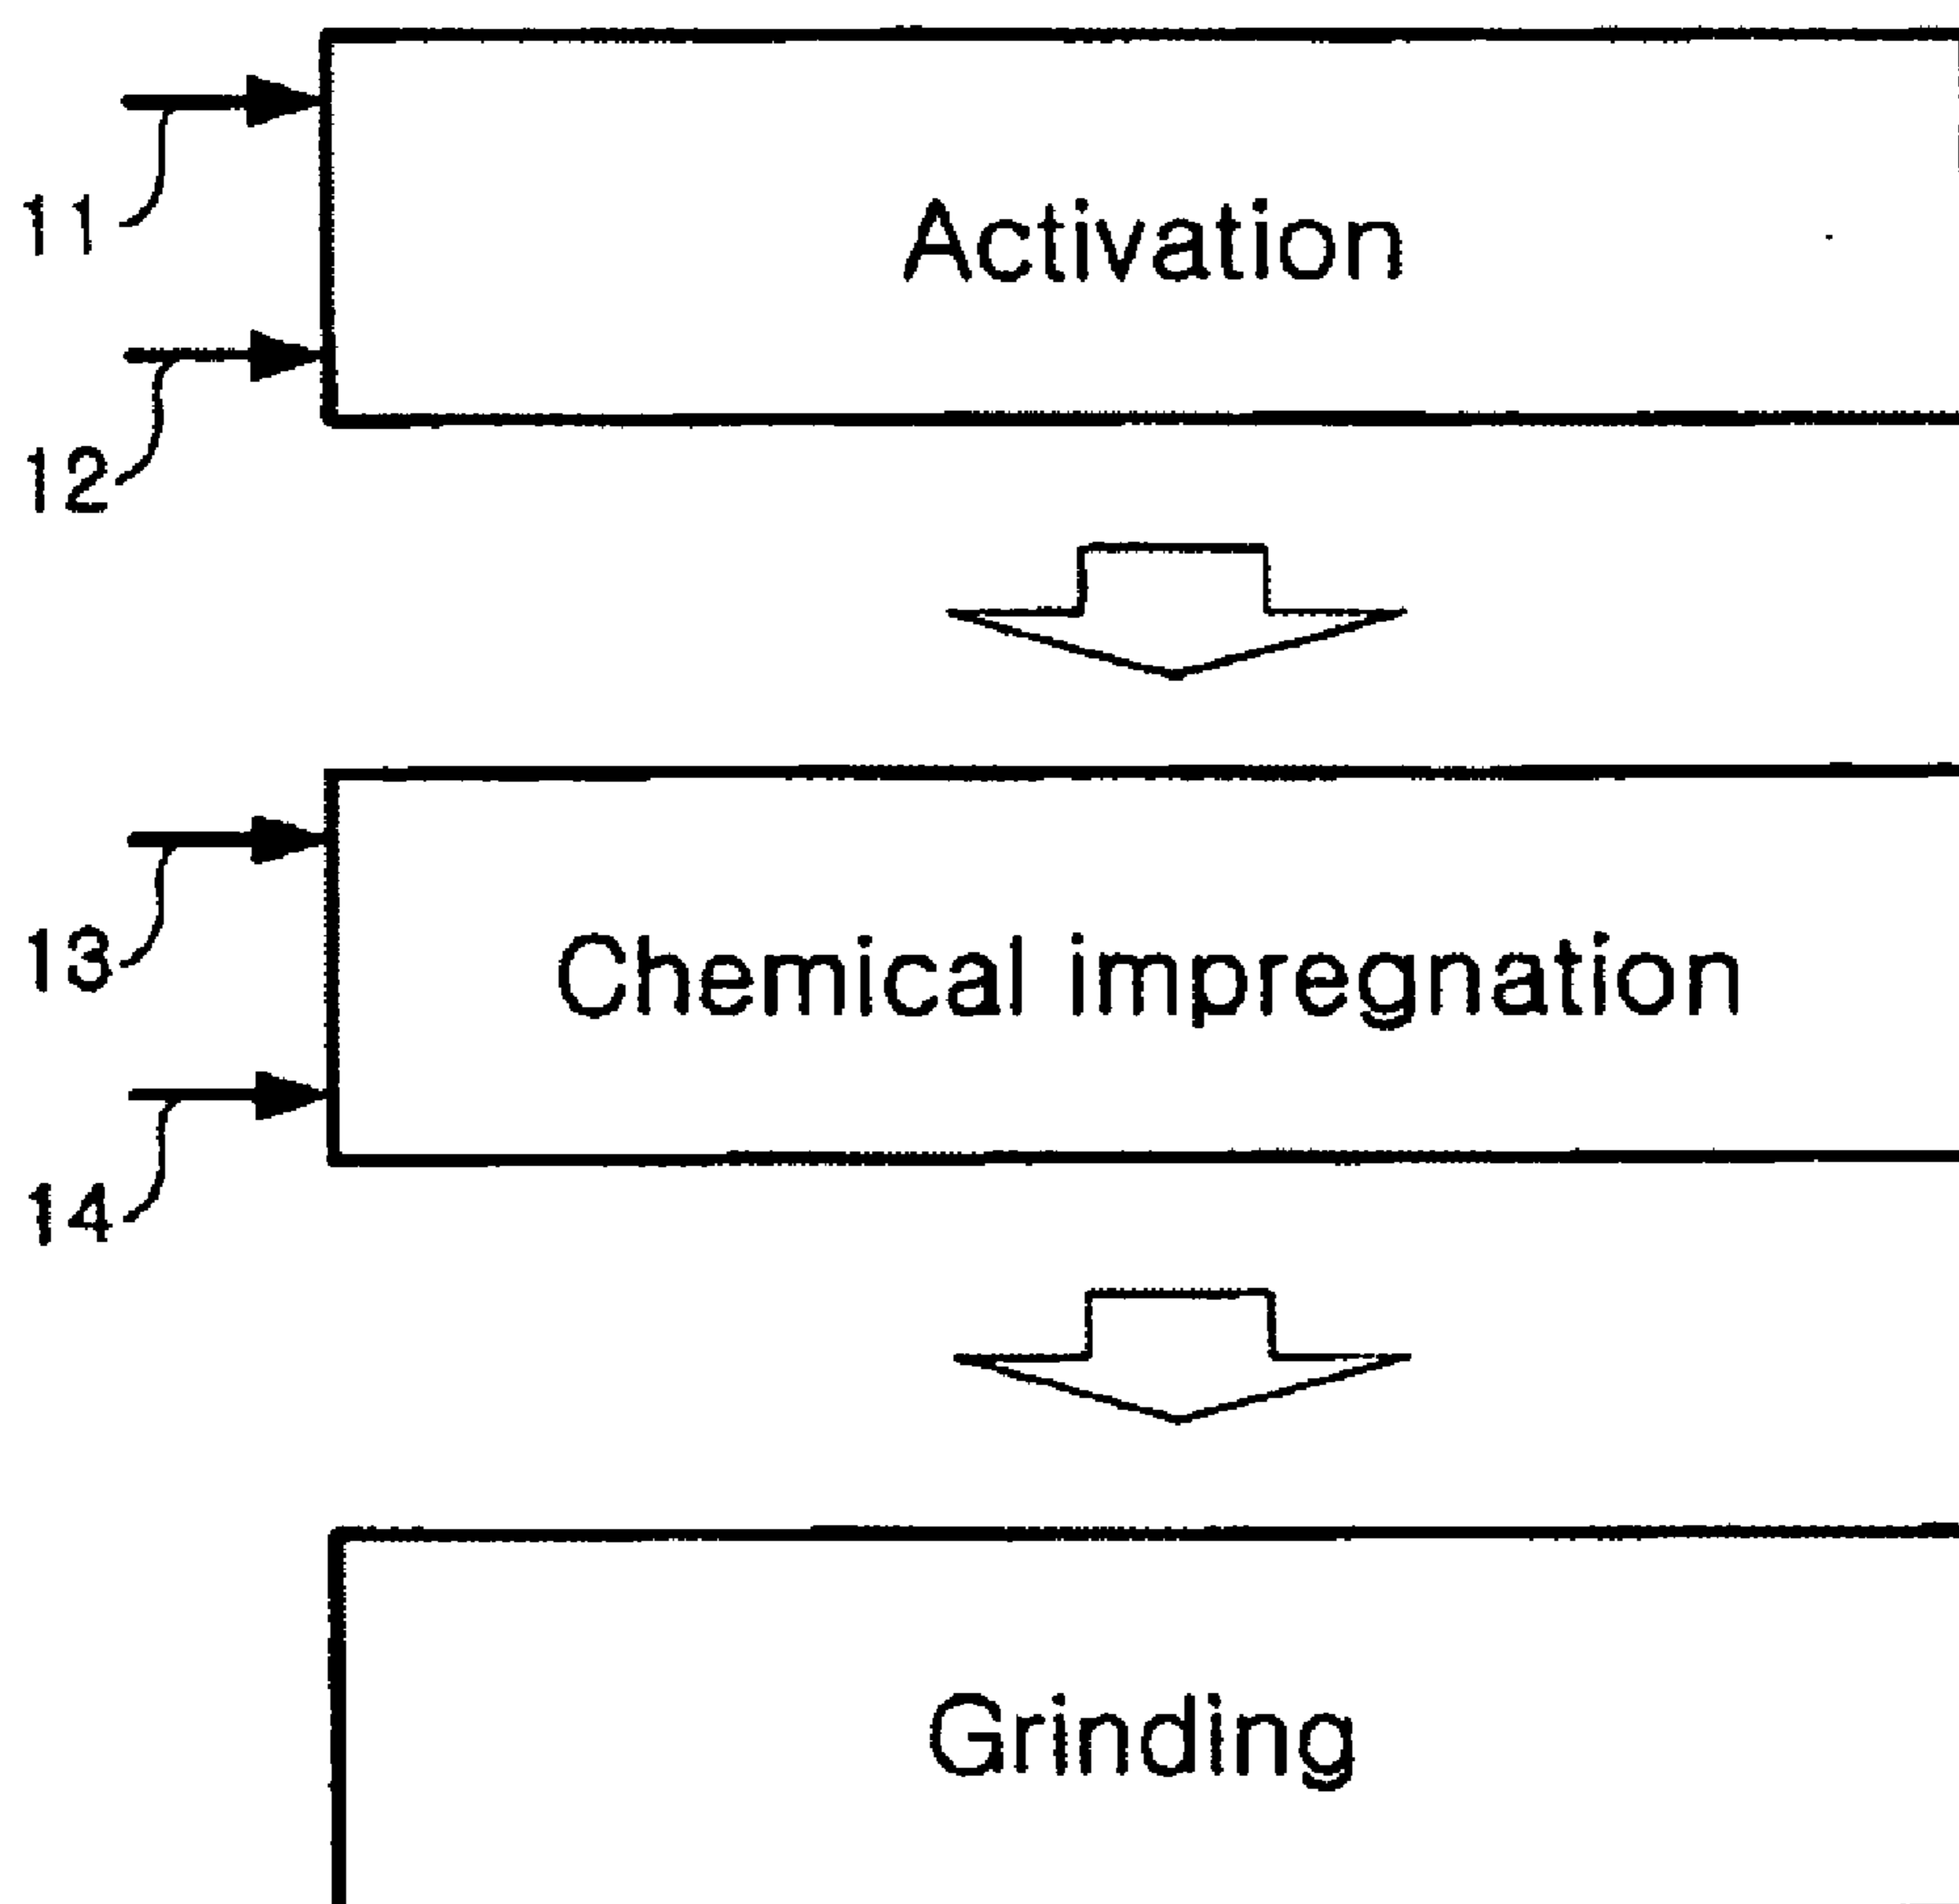 11
Activation
12
13
Chemical impregnation
14
Grinding